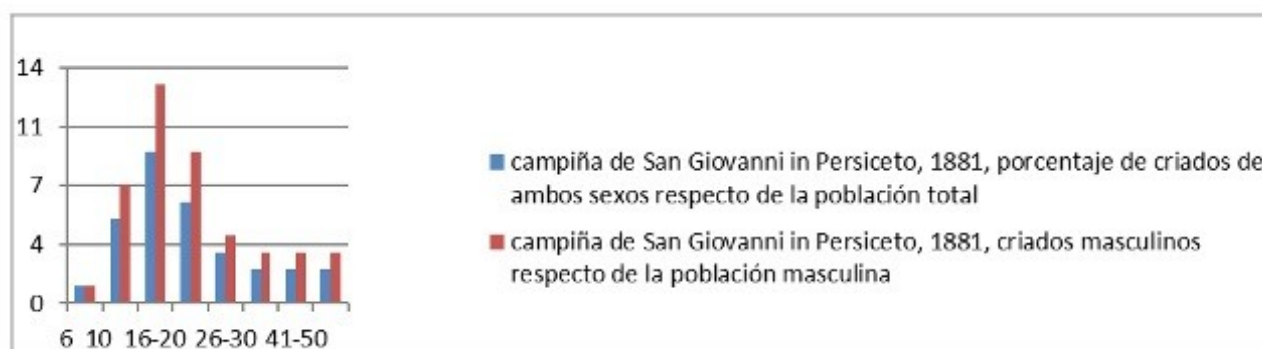 14
11
7
4
0
6 10 16-20 26-30 41-50
campiña de San Giovanni in Persiceto, 1881, porcentaje de criados de
ambos sexos respecto de la población total
campiña de San Giovanni in Persiceto, 1881, criados masculinos
respecto de la población masculina